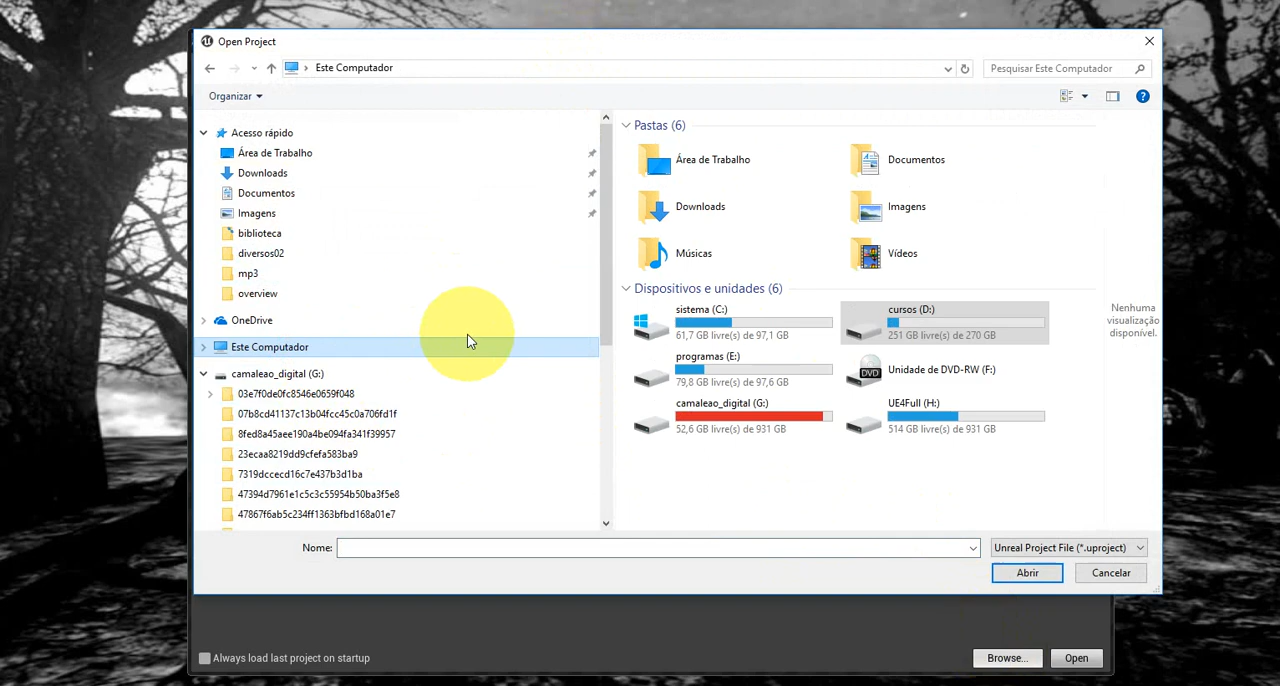 Open Project
Este Computador
Pesquisar Este Computador
Organizar
Acesso rápido
Área de Trabalho
Downloads
Documentos
Imagens
biblioteca
diversos02
mp3
overview
OneDrive
Este Computador
camaleao_digital (G:)
03e7f0de0fc8546e0659f048
07b8cd41137c13b04fcc45c0a706fd1f
8fed8a45aee190a4be094fa341f39957
23ecaa8219dd9cfefa583ba9
7319dccecd16c7e437b3d1ba
47394d7961e1c5c3c55954b50ba3f5e8
47867f6ab5c234ff1363bfbd168a01e7
Pastas (6)
Área de Trabalho
Documentos
Downloads
Imagens
Músicas
Vídeos
Dispositivos e unidades (6)
sistema (C:)
61,7 GB livre(s) de 97,1 GB
cursos (D:)
251 GB livre(s) de 270 GB
programas (E:)
79,8 GB livre(s) de 97,6 GB
DVD
Unidade de DVD-RW (F:)
camaleao_digital (G:)
52,6 GB livre(s) de 931 GB
UE4Full (H:)
514 GB livre(s) de 931 GB
Nenhuma
visualização
disponível.
Nome:
Unreal Project File (*.uproject)
Abrir
Cancelar
Always load last project on startup
Browse...
Open